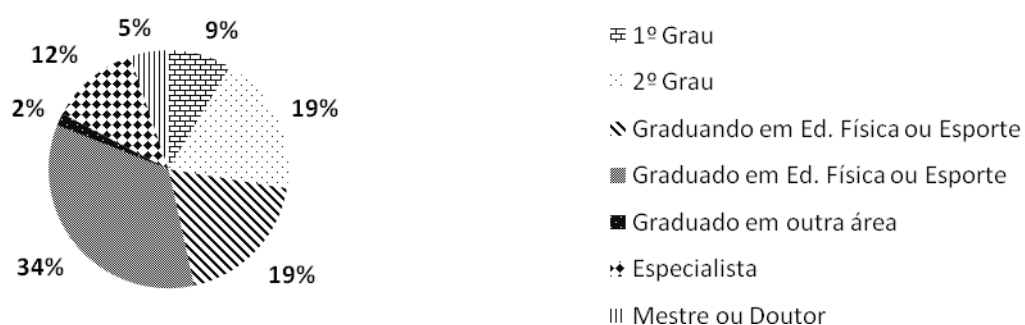 5%
9%
12%
2%
19%
34%
19%
1º Grau
2º Grau
Graduando em Ed. Física ou Esporte
Graduado em Ed. Física ou Esporte
Graduado em outra área
Especialista
Mestre ou Doutor